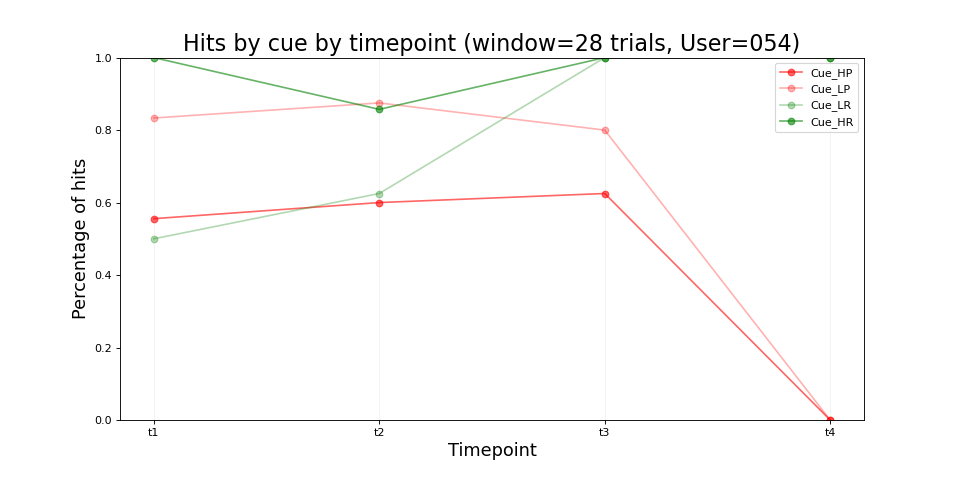 Hits by cue by timepoint (window=28 trials, User=054)
Percentage of hits
1.0
0.8
0.6
0.4
0.2
0.0
Cue_HP
Cue_LP
Cue_LR
Cue_HR
t1 t2 t3 t4
Timepoint